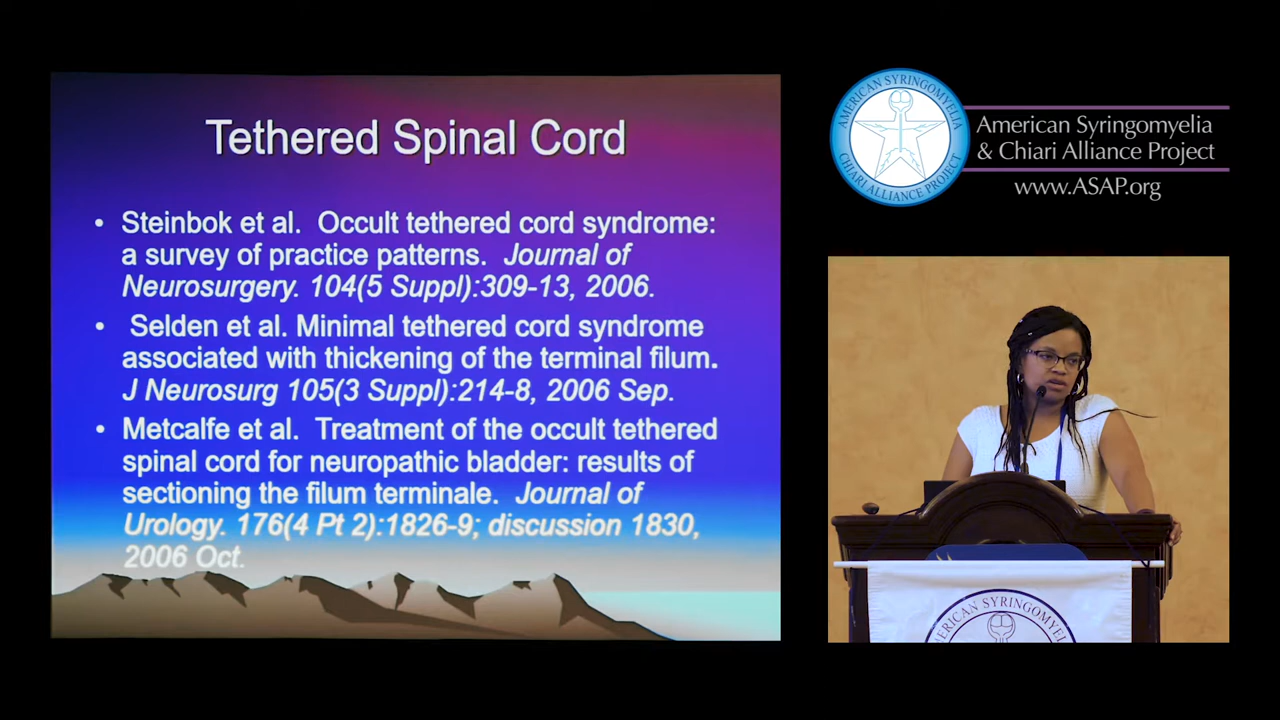 Tethered Spinal Cord
• Steinbok et al. Occult tethered cord syndrome:
a survey of practice patterns. Journal of
Neurosurgery. 104(5 Suppl):309-13, 2006.
• Selden et al. Minimal tethered cord syndrome
associated with thickening of the terminal filum.
J Neurosurg 105(3 Suppl):214-8, 2006 Sep.
• Metcalfe et al. Treatment of the occult tethered
spinal cord for neuropathic bladder: results of
sectioning the filum terminale. Journal of
Urology. 176(4 Pt 2):1826-9; discussion 1830,
2006 Oct.
AMERICAN SYRINGOMYELIA
CHIARI ALLIANCE PROJECT
American Syringomyelia
& Chiari Alliance Project
www.ASAP.org
ERICAN SYRINGOMYE